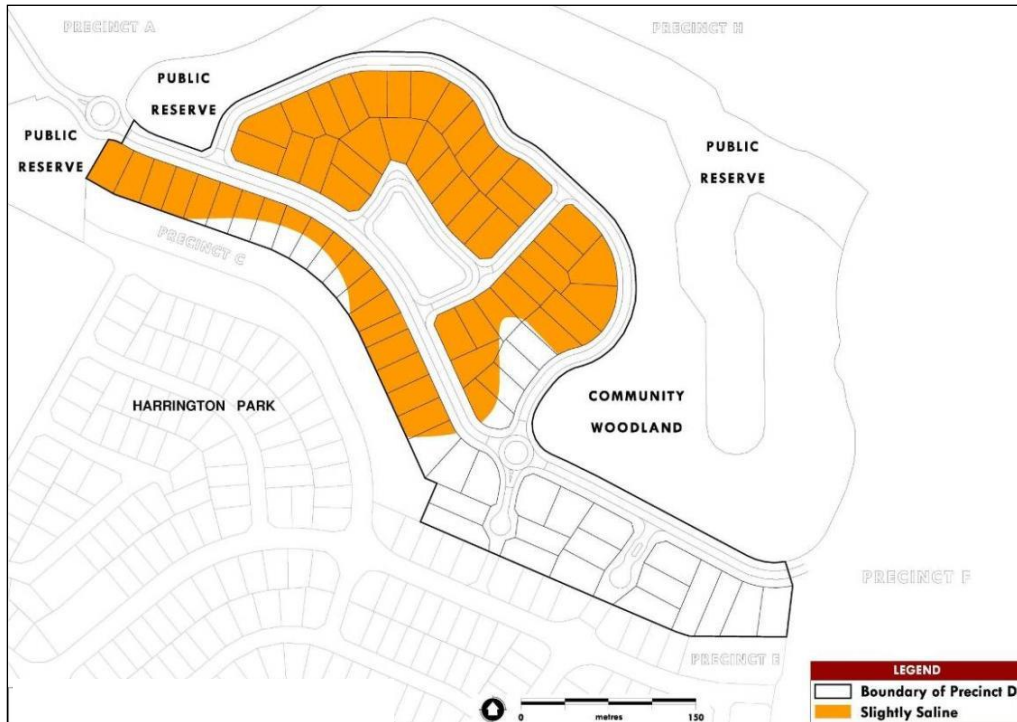 PRECINCT A
PRECINCT H
PUBLIC
RESERVE
PUBLIC
RESERVE
PUBLIC
RESERVE
PRECINCT C
HARRINGTON PARK
COMMUNITY
WOODLAND
PRECINCT F
PRECINCT E
LEGEND
Boundary of Precinct D
Slightly Saline
0 metres 150